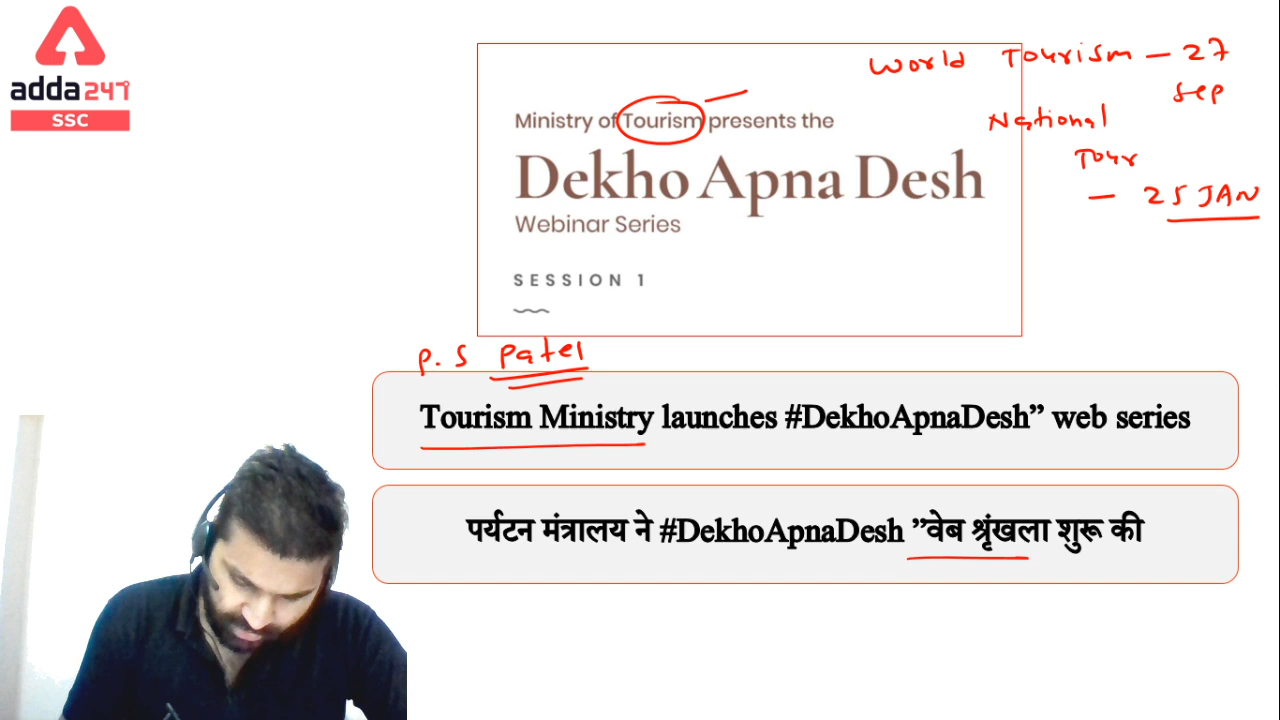 adda247
SSC
World Tourism – 27
Sep
National
Tour
– 25 JAN
Ministry of Tourism presents the
Dekho Apna Desh
Webinar Series
SESSION 1
P. S Patel
Tourism Ministry launches #DekhoApnaDesh” web series
पर्यटन मंत्रालय ने #DekhoApnaDesh ”वेब श्रृंखला शुरू की